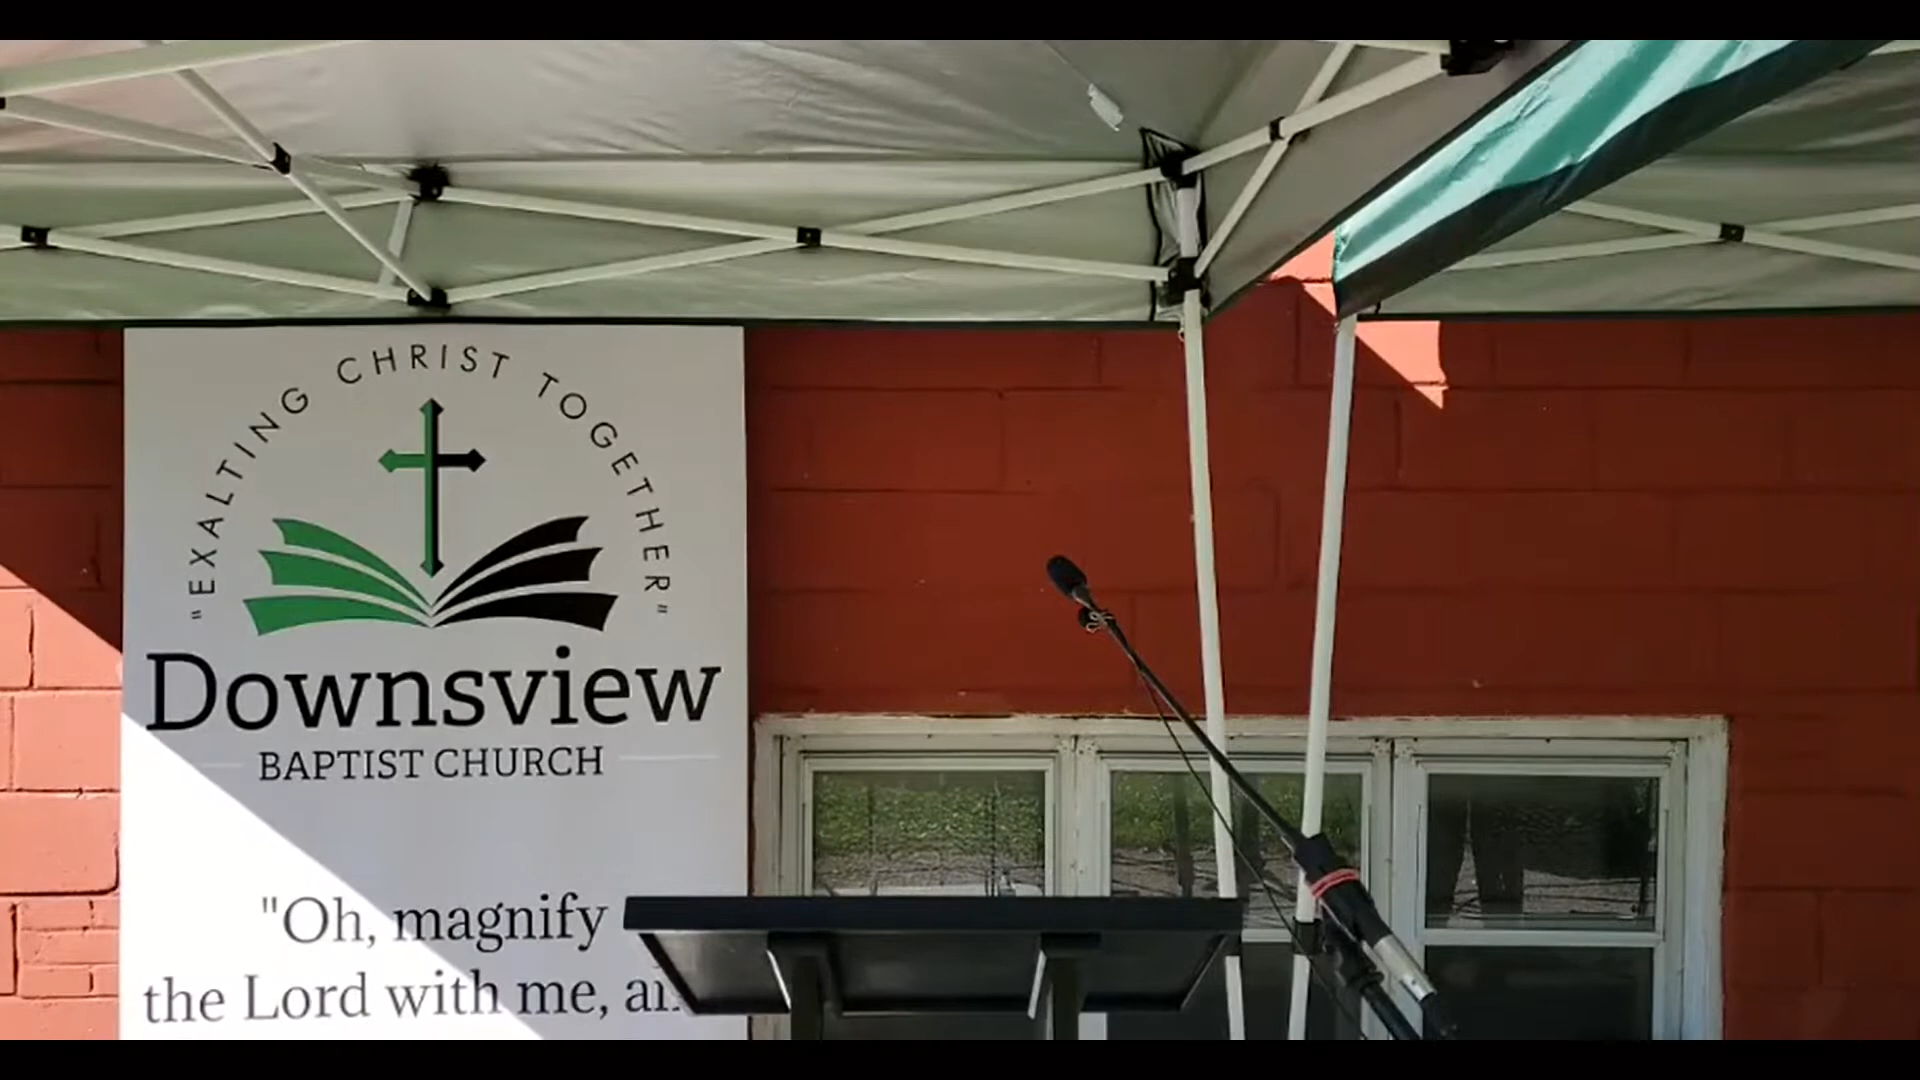 "EXALTING CHRIST TOGETHER"
Downsview
BAPTIST CHURCH
"Oh, magnify
the Lord with me,